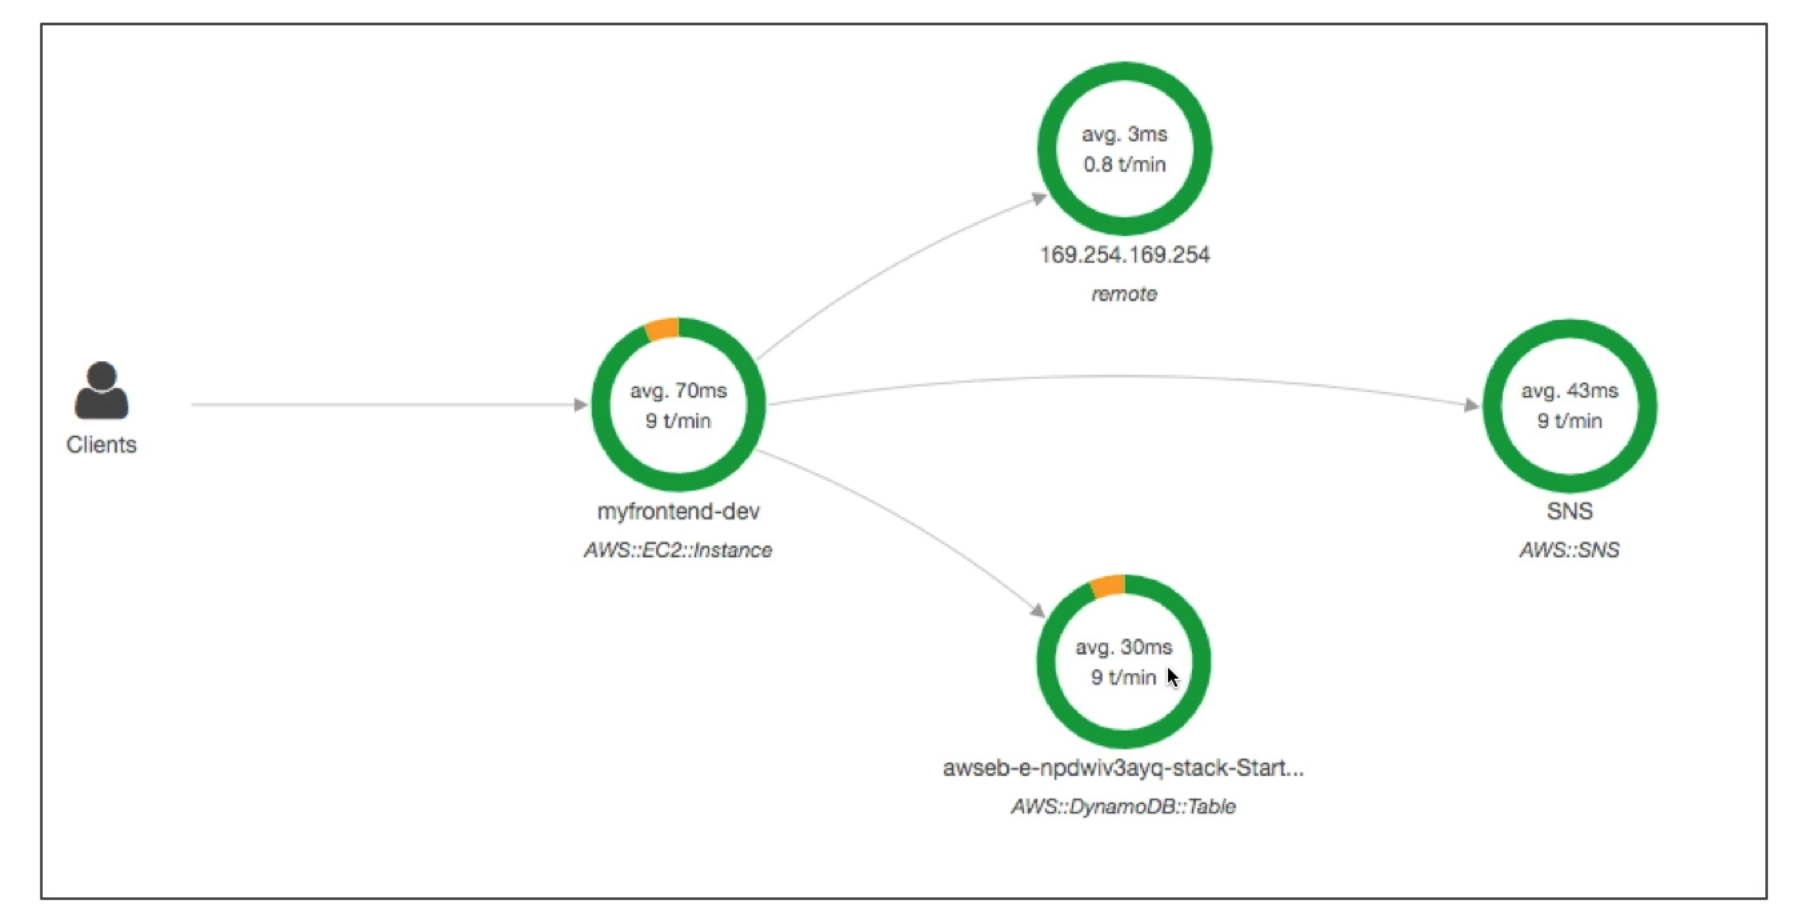 avg. 3ms
0.8 t/min
169.254.169.254
remote
Clients
avg. 70ms
9 t/min
myfrontend-dev
AWS::EC2::Instance
avg. 43ms
9 t/min
SNS
AWS::SNS
avg. 30ms
9 t/min
awseb-e-npdwiv3ayq-stack-Start...
AWS::DynamoDB::Table